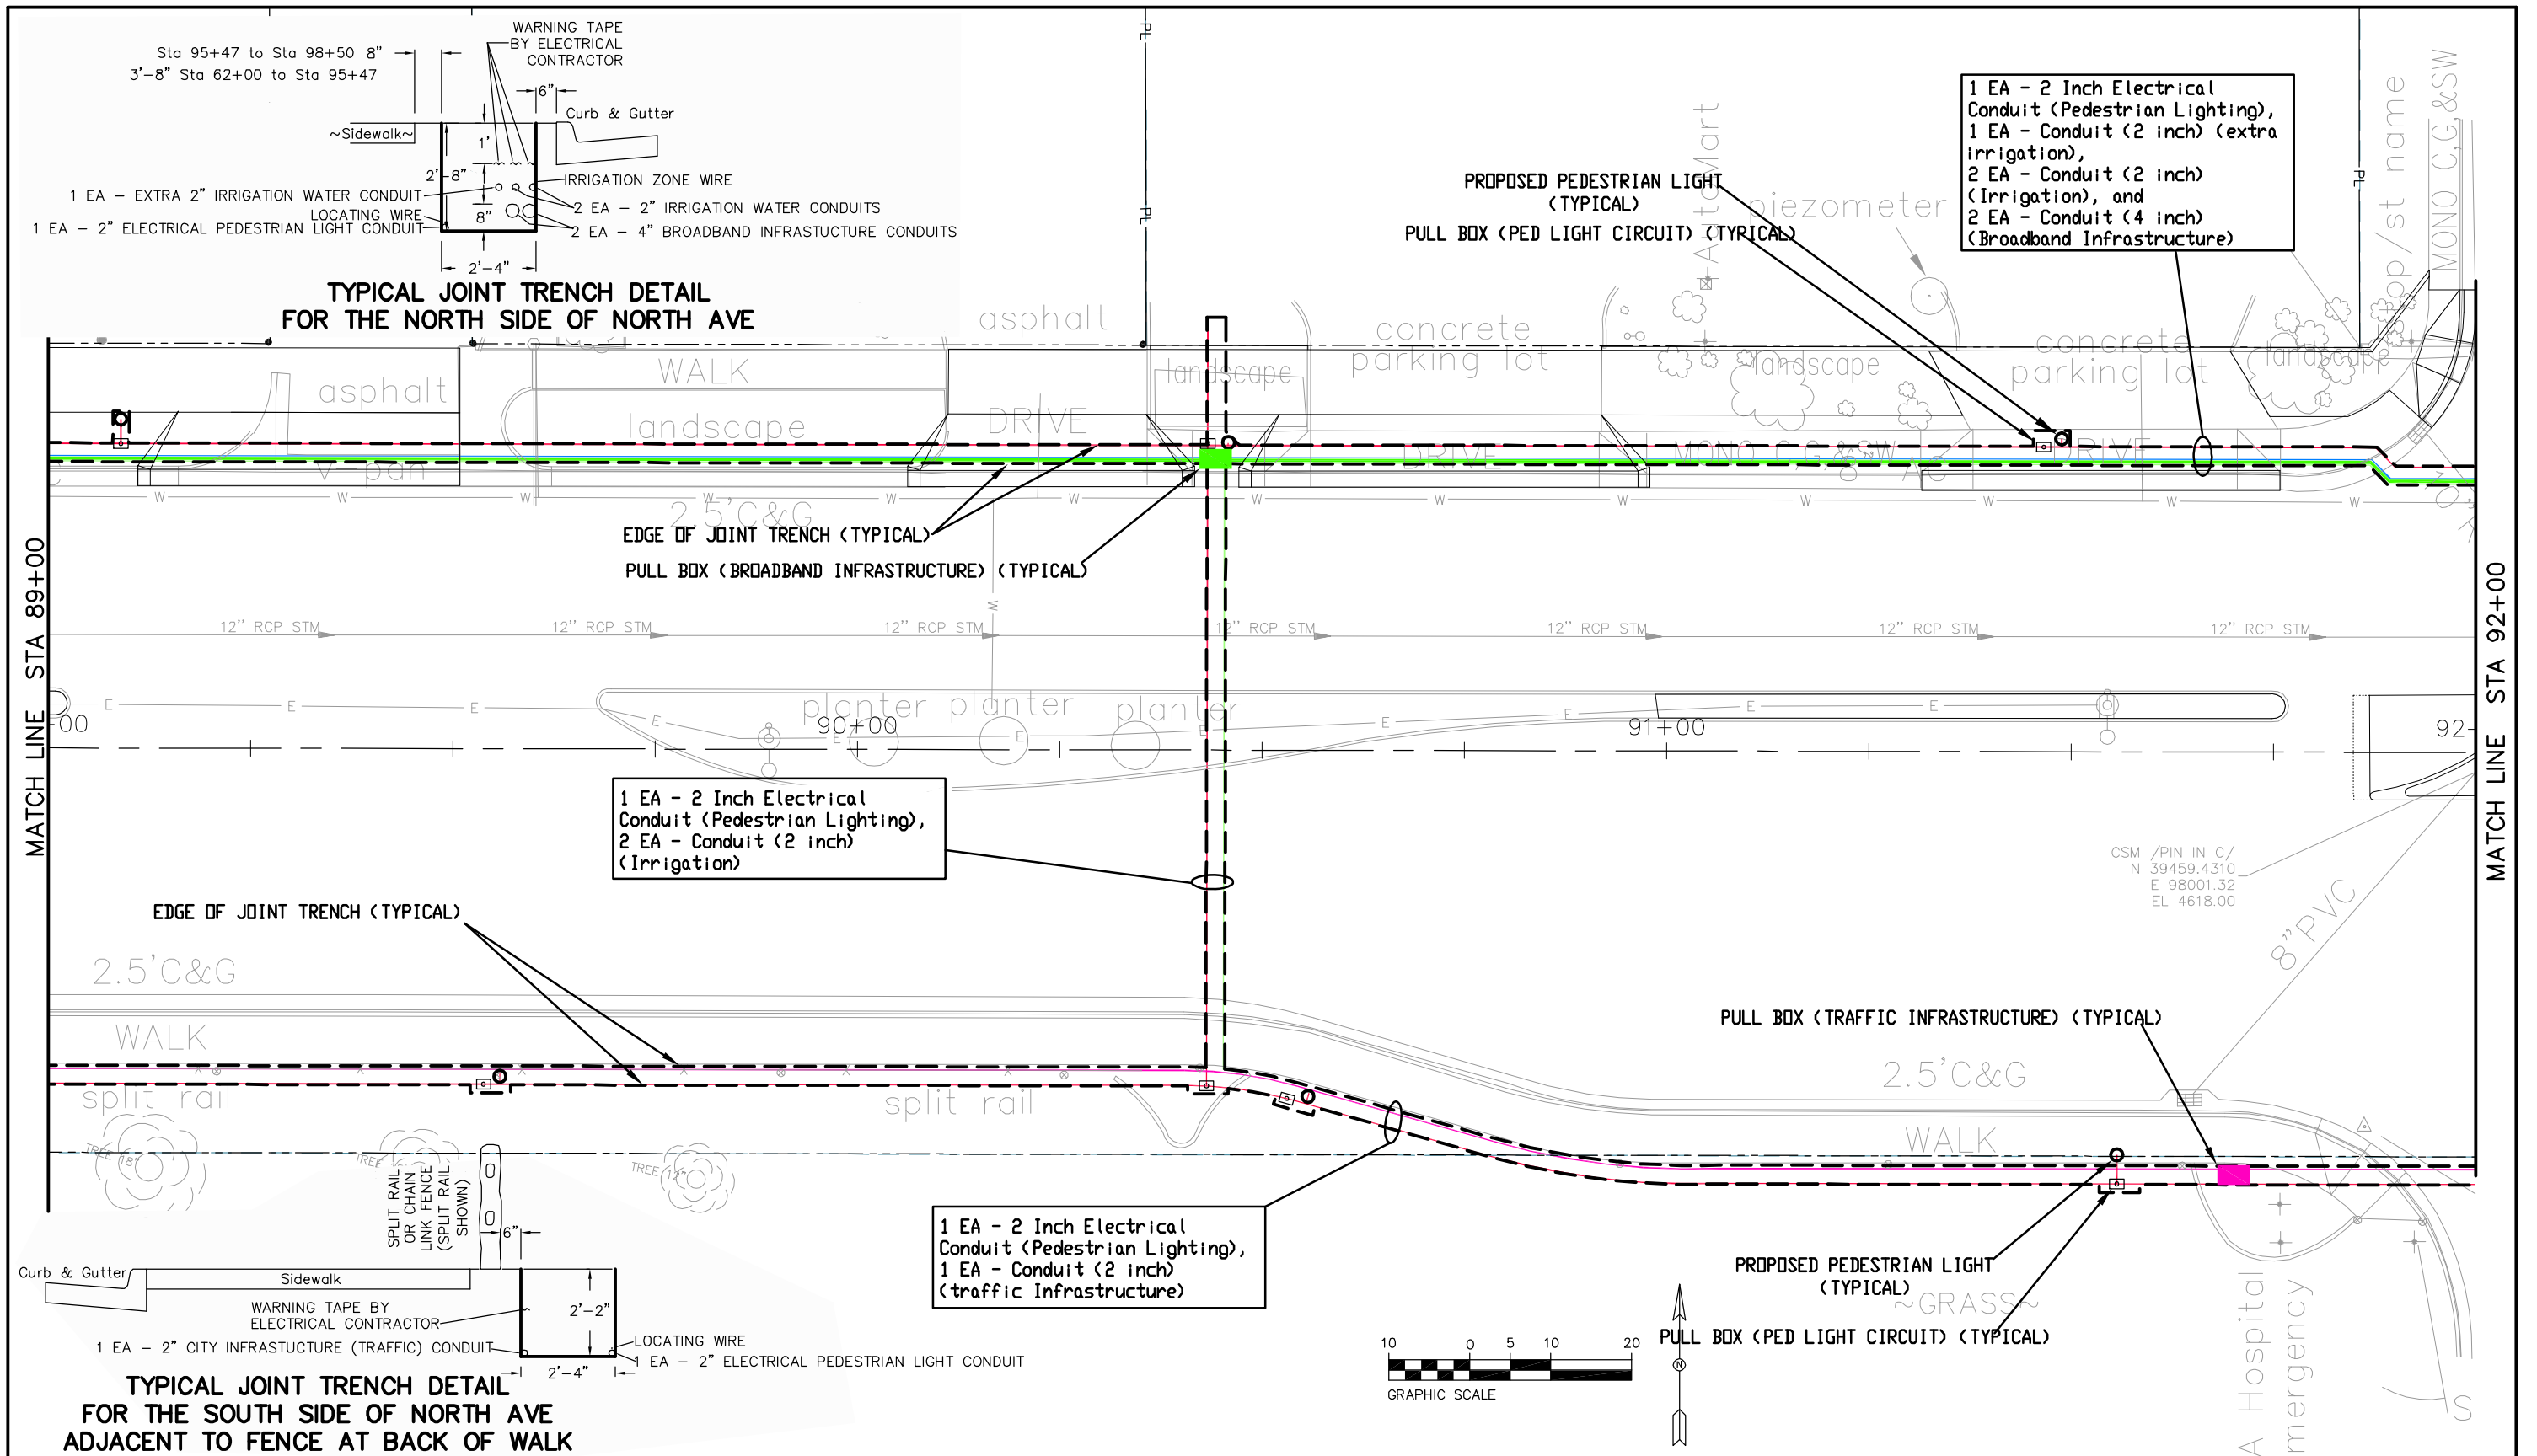 Sta 95+47 to Sta 98+50 8"
3'-8" Sta 62+00 to Sta 95+47
WARNING TAPE
BY ELECTRICAL
CONTRACTOR
6"
Curb & Gutter
~Sidewalk~
1'
2'-8"
8"
IRRIGATION ZONE WIRE
1 EA - EXTRA 2" IRRIGATION WATER CONDUIT
2 EA - 2" IRRIGATION WATER CONDUITS
LOCATING WIRE
1 EA - 2" ELECTRICAL PEDESTRIAN LIGHT CONDUIT
2 EA - 4" BROADBAND INFRASTUCTURE CONDUITS
2'-4"
TYPICAL JOINT TRENCH DETAIL
FOR THE NORTH SIDE OF NORTH AVE
PL
PL
PL
PROPOSED PEDESTRIAN LIGHT
(TYPICAL)
PULL BOX (PED LIGHT CIRCUIT) (TYPICAL)
piezometer
1 EA - 2 Inch Electrical
Conduit (Pedestrian Lighting),
1 EA - Conduit (2 inch) (extra
irrigation),
2 EA - Conduit (2 inch)
(Irrigation), and
2 EA - Conduit (4 inch)
(Broadband Infrastructure)
MONO C,G,&SW
asphalt
concrete
parking lot
landscape
landscape
concrete
parking lot
landscape
asphalt
WALK
landscape
DRIVE
DRIVE
MONO C,G,&SW
DRIVE
v-pan
2.5'C&G
W W W W W W W W W W W W W
EDGE OF JOINT TRENCH (TYPICAL)
PULL BOX (BROADBAND INFRASTRUCTURE) (TYPICAL)
MATCH LINE STA 89+00
MATCH LINE STA 92+00
W
12" RCP STM
12" RCP STM
12" RCP STM
12" RCP STM
12" RCP STM
12" RCP STM
12" RCP STM
E E E E E E E E E E E
planter planter planter
-00
90+00
91+00
92-
1 EA - 2 Inch Electrical
Conduit (Pedestrian Lighting),
2 EA - Conduit (2 inch)
(Irrigation)
CSM /PIN IN C/
N 39459.4310
E 98001.32
EL 4618.00
8"PVC
EDGE OF JOINT TRENCH (TYPICAL)
2.5'C&G
WALK
split rail
split rail
TREE 18"
TREE
TREE 12"
PULL BOX (TRAFFIC INFRASTRUCTURE) (TYPICAL)
2.5'C&G
WALK
SPLIT RAIL
OR CHAIN
LINK FENCE
(SPLIT RAIL
SHOWN)
6"
Curb & Gutter
Sidewalk
WARNING TAPE BY
ELECTRICAL CONTRACTOR
2'-2"
1 EA - 2" CITY INFRASTUCTURE (TRAFFIC) CONDUIT
LOCATING WIRE
1 EA - 2" ELECTRICAL PEDESTRIAN LIGHT CONDUIT
2'-4"
TYPICAL JOINT TRENCH DETAIL
FOR THE SOUTH SIDE OF NORTH AVE
ADJACENT TO FENCE AT BACK OF WALK
1 EA - 2 Inch Electrical
Conduit (Pedestrian Lighting),
1 EA - Conduit (2 inch)
(traffic Infrastructure)
PROPOSED PEDESTRIAN LIGHT
(TYPICAL)
~GRASS~
PULL BOX (PED LIGHT CIRCUIT) (TYPICAL)
10 0 5 10 20
GRAPHIC SCALE
N
A Hospital
mergency
S